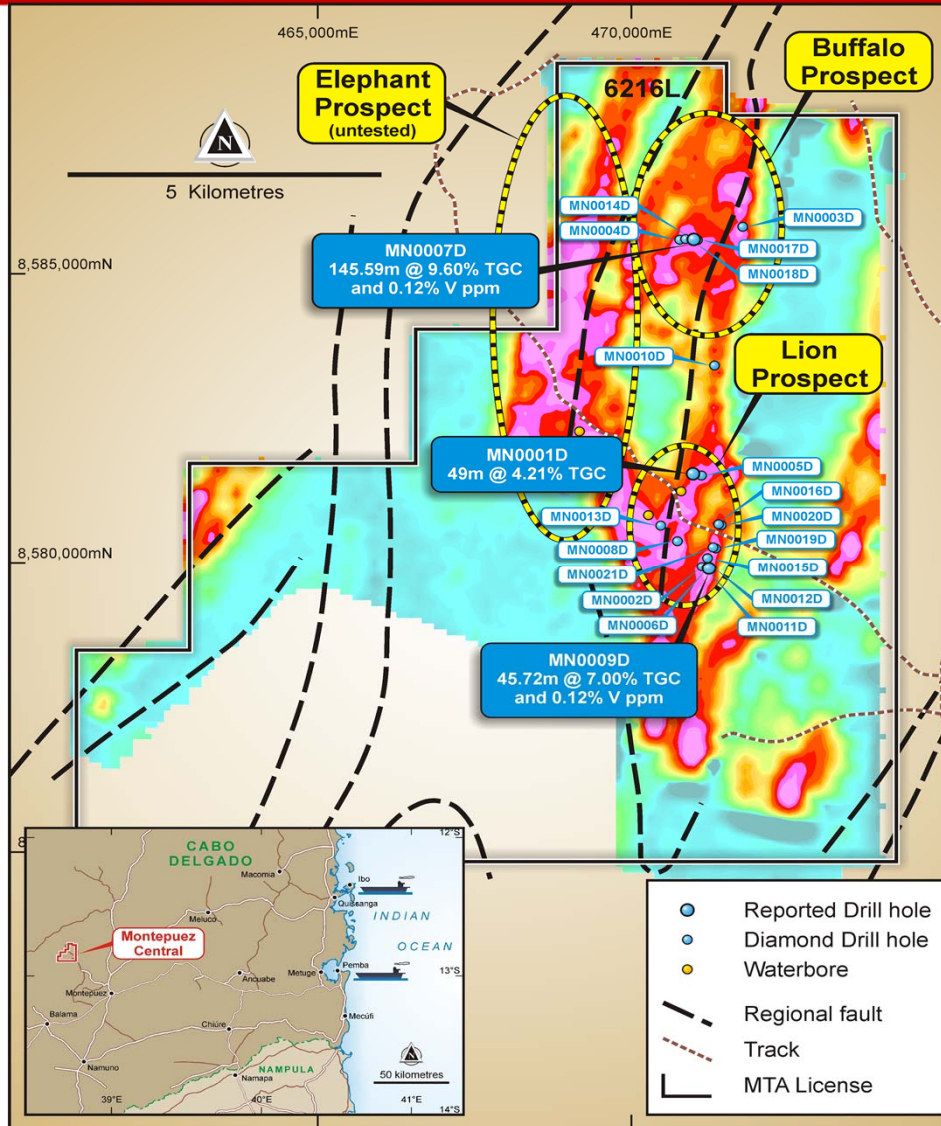 465,000mE
470,000mE
Elephant
Prospect
(untested)
Buffalo
Prospect
6216L
N
5 Kilometres
MN0014D
MN0004D
MN0003D
MN0017D
MN0018D
MN0007D
145.59m @ 9.60% TGC
and 0.12% V ppm
8,585,000mN
MN0010D
Lion
Prospect
MN0001D
49m @ 4.21% TGC
MN0005D
MN0016D
MN0013D
MN0020D
MN0008D
MN0019D
MN0021D
MN0015D
MN0002D
MN0012D
MN0006D
MN0011D
8,580,000mN
MN0009D
45.72m @ 7.00% TGC
and 0.12% V ppm
CABO
DELGADO
12°S
Macomia
Ibo
Quissanga
Meluco
INDIAN
OCEAN
Montepuez
Central
Pemba
Metuge
13°S
Ancuabe
Montepuez
Balama
Mecúfi
Chiúre
Namuno
NAMPULA
Namapa
N
50 kilometres
39°E
40°E
41°E
14°S
Reported Drill hole
Diamond Drill hole
Waterbore
Regional fault
Track
MTA License